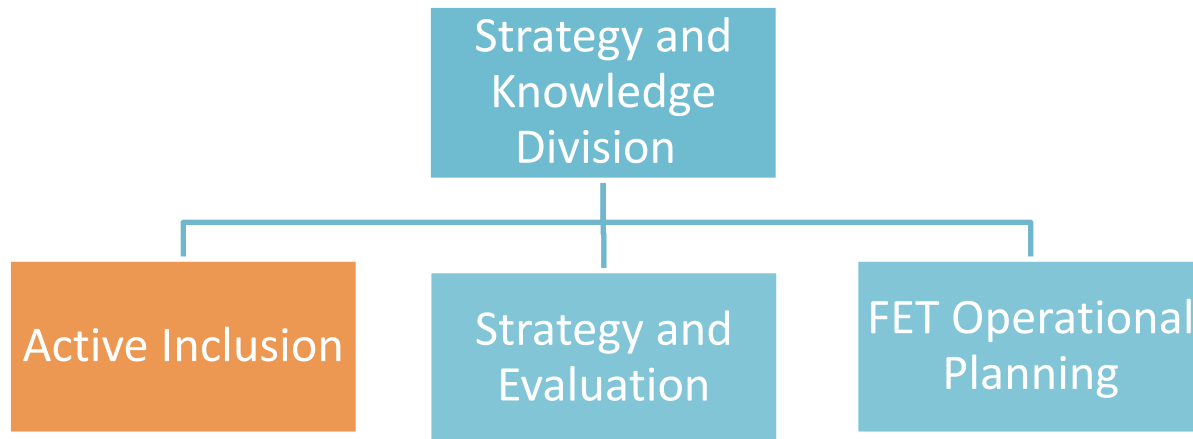 Strategy and
Knowledge
Division
Active Inclusion
Strategy and
Evaluation
FET Operational
Planning